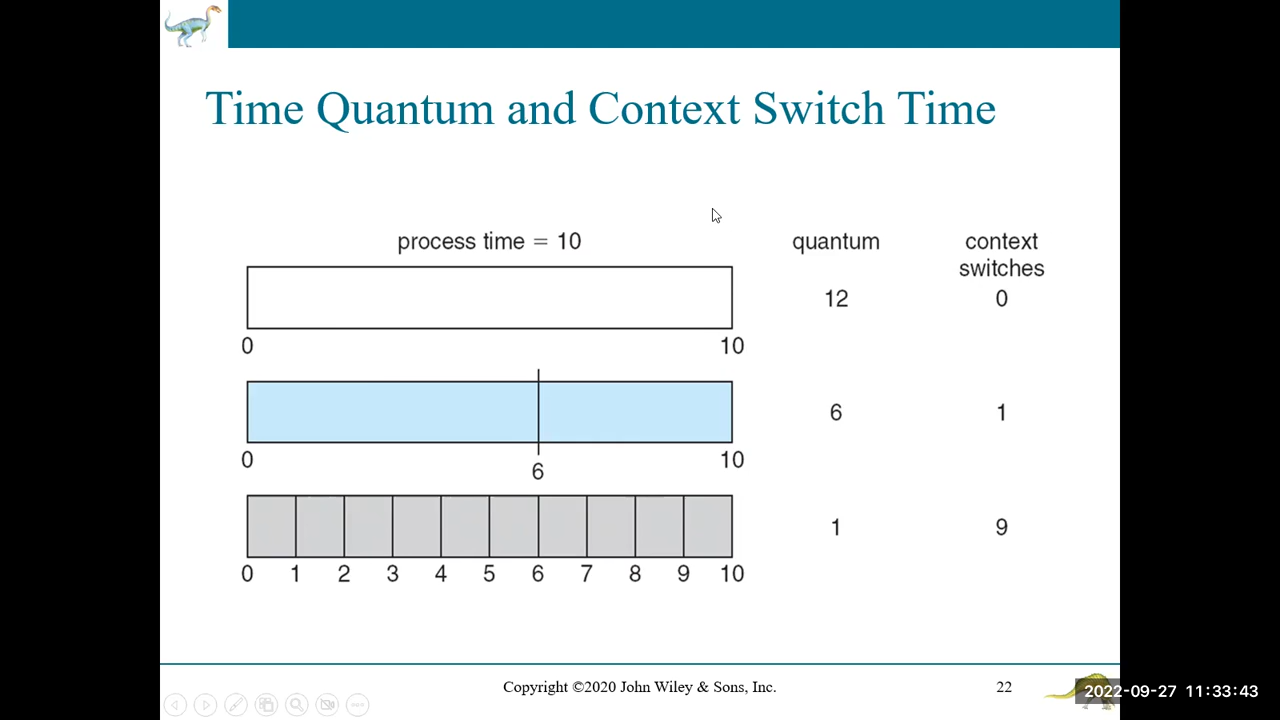 Time Quantum and Context Switch Time
process time = 10
quantum
context
switches
12
0
0
10
6
1
0
10
6
1
9
0 1 2 3 4 5 6 7 8 9 10
Copyright ©2020 John Wiley & Sons, Inc.
22
2022-09-27 11:33:43